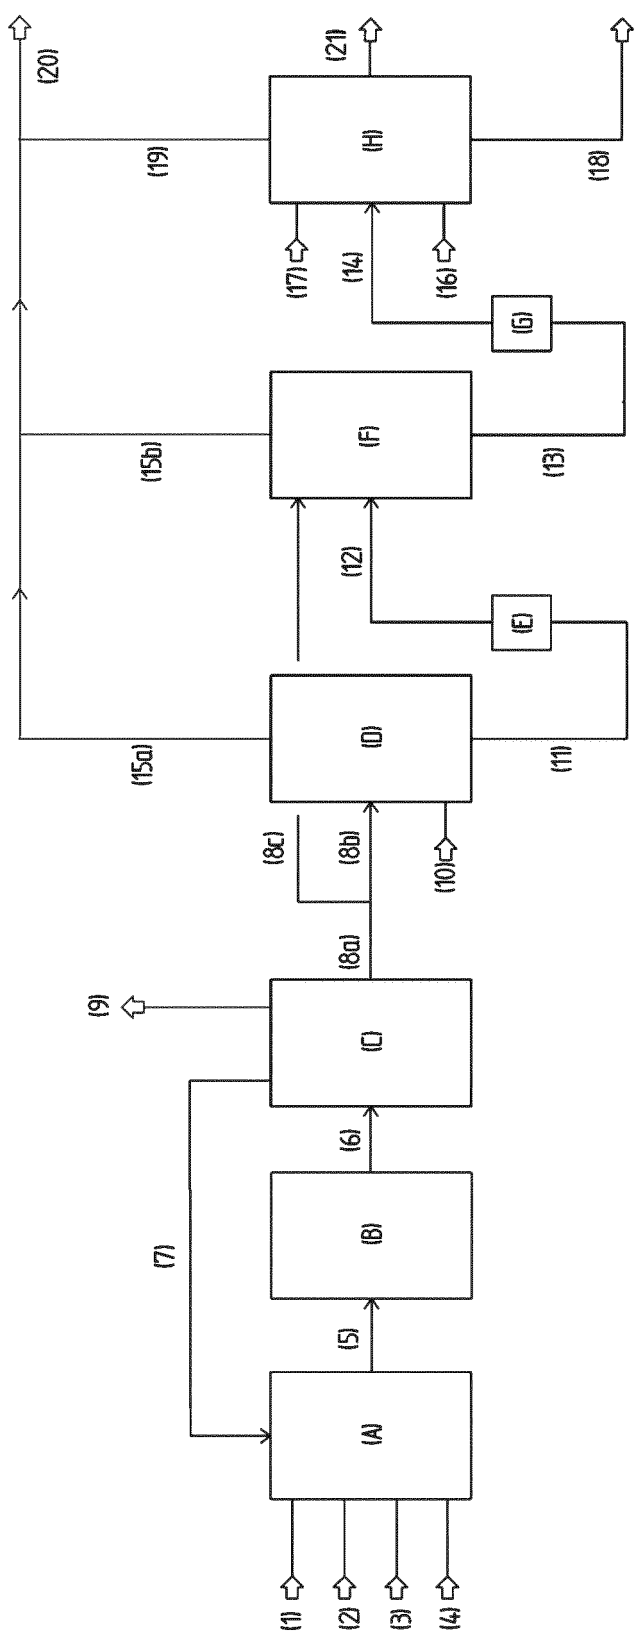 (1)
(2)
(3)
(4)
(A)
(5)
(7)
(B)
(6)
(C)
(9)
(8a)
(8b)
(8c)
(10)
(D)
(15a)
(11)
(E)
(12)
(F)
(15b)
(13)
(G)
(14)
(16)
(17)
(H)
(19)
(18)
(20)
(21)